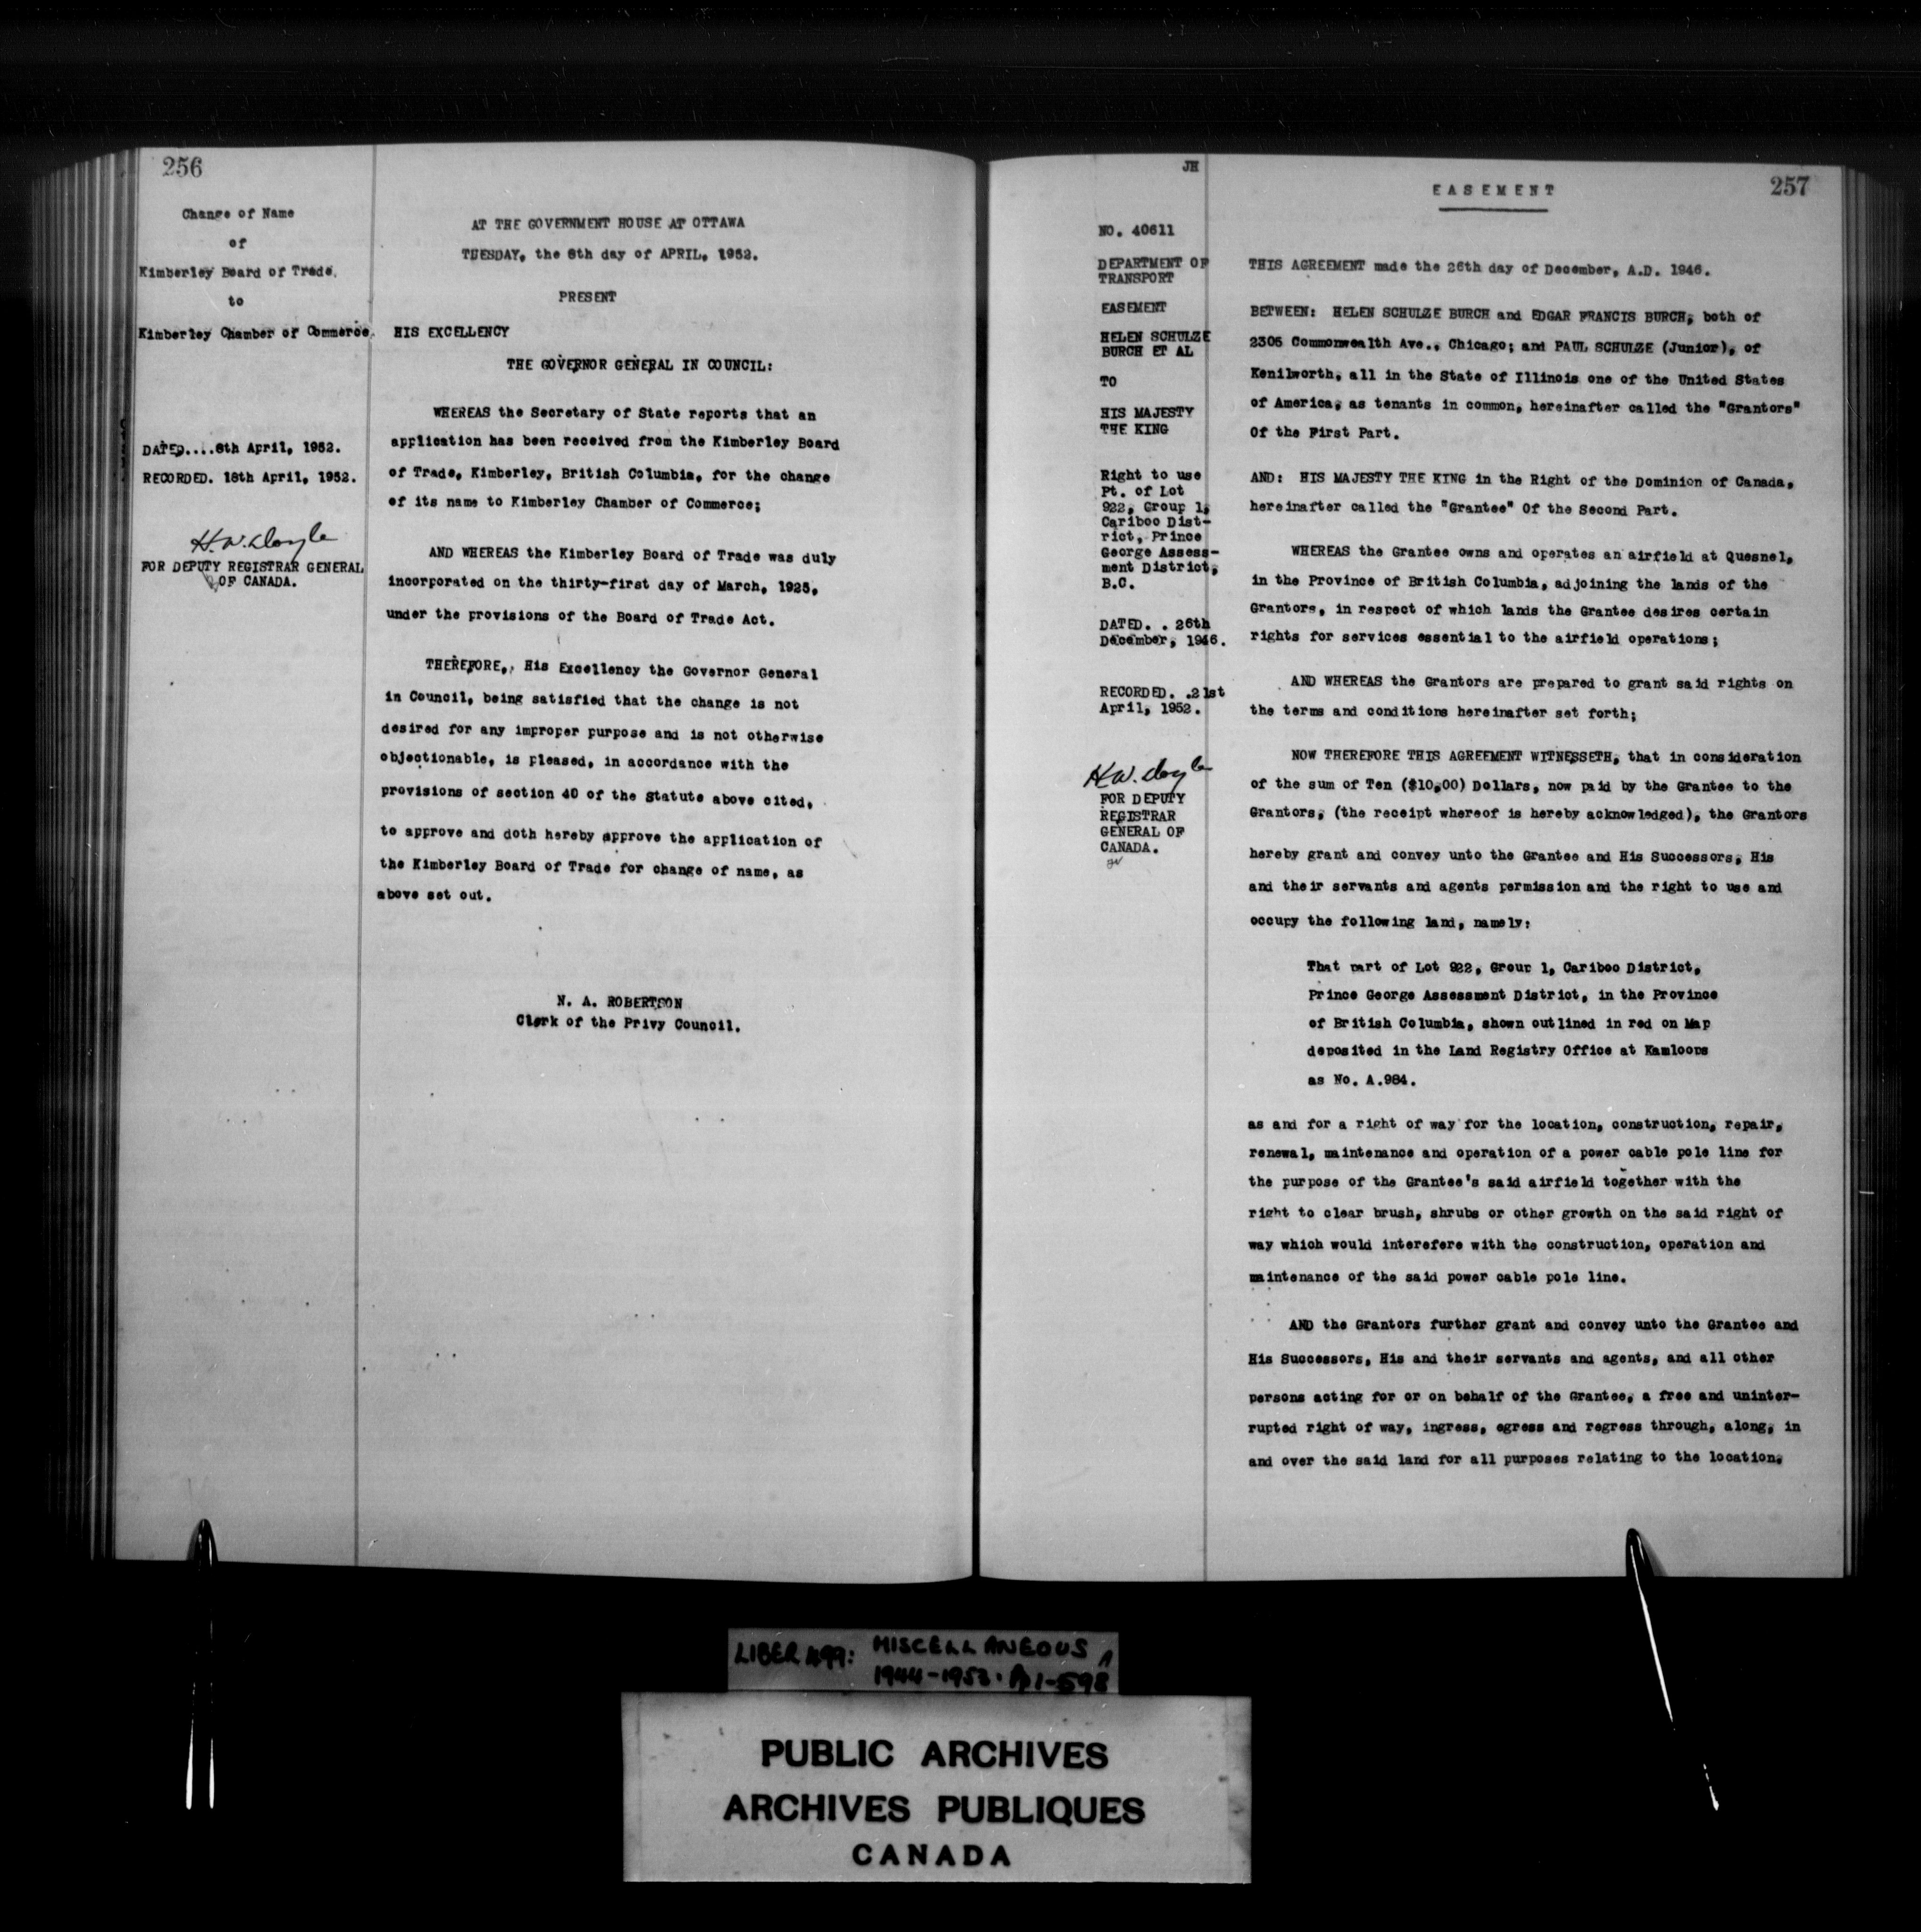 256
Change of Name
of
Kimberley Board of Trade.
to
Kimberley Chamber of Commerce.
DATED....8th April, 1952.
RECORDED. 18th April, 1952.
H.W. Doyle
FOR DEPUTY REGISTRAR GENERAL
OF CANADA.
AT THE GOVERNMENT HOUSE AT OTTAWA
TUESDAY, the 8th day of APRIL, 1952.
PRESENT
HIS EXCELLENCY
THE GOVERNOR GENERAL IN COUNCIL:
WHEREAS the Secretary of State reports that an
application has been received from the Kimberley Board
of Trade, Kimberley, British Columbia, for the change
of its name to Kimberley Chamber of Commerce;
AND WHEREAS the Kimberley Board of Trade was duly
incorporated on the thirty-first day of March, 1925,
under the provisions of the Board of Trade Act.
THEREFORE,. His Excellency the Governor General
in Council, being satisfied that the change is not
desired for any improper purpose and is not otherwise
objectionable, is pleased, in accordance with the
provisions of section 40 of the Statute above cited,
to approve and doth hereby approve the application of
the Kimberley Board of Trade for change of name, as
above set out.
N. A. ROBERTSON
Clerk of the Privy Council.
JH
257
EASEMENT
NO. 40611
DEPARTMENT OF
TRANSPORT
EASEMENT
HELEN SCHULZE
BURCH ET AL
TO
HIS MAJESTY
THE KING
Right to use
Pt. of Lot
922, Group 1,
Cariboo Dist-
rict, Prince
George Assess-
ment District,
B.C.
DATED. . 26th
December, 1946.
RECORDED. .21st
April, 1952.
H.W. Doyle
FOR DEPUTY
REGISTRAR
GENERAL OF
CANADA.
THIS AGREEMENT made the 26th day of December, A.D. 1946.
BETWEEN: HELEN SCHULZE BURCH and EDGAR FRANCIS BURCH, both of
2305 Commonwealth Ave., Chicago; and PAUL SCHULZE (Junior), of
Kenilworth, all in the State of Illinois one of the United States
of America, as tenants in common, hereinafter called the "Grantors"
Of the First Part.
AND: HIS MAJESTY THE KING in the Right of the Dominion of Canada,
hereinafter called the "Grantee" Of the Second Part.
WHEREAS the Grantee owns and operates an airfield at Quesnel,
in the Province of British Columbia, adjoining the lands of the
Grantors, in respect of which lands the Grantee desires certain
rights for services essential to the airfield operations;
AND WHEREAS the Grantors are prepared to grant said rights on
the terms and conditions hereinafter set forth;
NOW THEREFORE THIS AGREEMENT WITNESSETH, that in consideration
of the sum of Ten ($10,00) Dollars, now paid by the Grantee to the
Grantors, (the receipt whereof is hereby acknowledged), the Grantors
hereby grant and convey unto the Grantee and His Successors, His
and their servants and agents permission and the right to use and
occupy the following land, namely:
That part of Lot 922, Group 1, Cariboo District,
Prince George Assessment District, in the Province
of British Columbia, shown outlined in red on Map
deposited in the Land Registry Office at Kamloops
as No. A.984.
as and for a right of way for the location, construction, repair,
renewal, maintenance and operation of a power cable pole line for
the purpose of the Grantee's said airfield together with the
right to clear brush, shrubs or other growth on the said right of
way which would interefere with the construction, operation and
maintenance of the said power cable pole line.
AND the Grantors further grant and convey unto the Grantee and
His Successors, His and their servants and agents, and all other
persons acting for or on behalf of the Grantee, a free and uninter-
rupted right of way, ingress, egress and regress through, along, in
and over the said land for all purposes relating to the location,
LIBER 499: MISCELLANEOUS
1944-1952. 1-598
PUBLIC ARCHIVES
ARCHIVES PUBLIQUES
CANADA